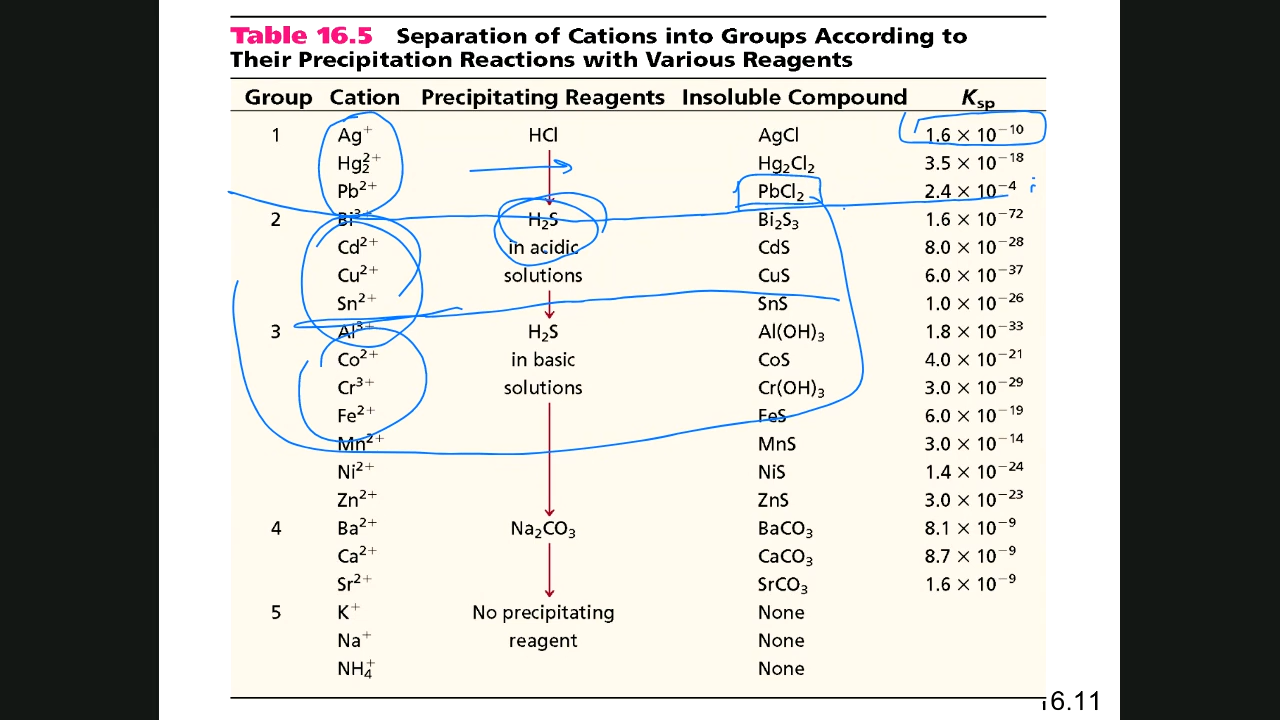 Table 16.5 Separation of Cations into Groups According to
Their Precipitation Reactions with Various Reagents
Group Cation Precipitating Reagents Insoluble Compound Ksp
1 Ag⁺ HCl AgCl 1.6 × 10⁻¹⁰
Hg₂²⁺ Hg₂Cl₂ 3.5 × 10⁻¹⁸
Pb²⁺ PbCl₂ 2.4 × 10⁻⁴
2 Bi³⁺ H₂S Bi₂S₃ 1.6 × 10⁻⁷²
Cd²⁺ in acidic CdS 8.0 × 10⁻²⁸
Cu²⁺ solutions CuS 6.0 × 10⁻³⁷
Sn²⁺ SnS 1.0 × 10⁻²⁶
3 Al³⁺ H₂S Al(OH)₃ 1.8 × 10⁻³³
Co²⁺ in basic CoS 4.0 × 10⁻²¹
Cr³⁺ solutions Cr(OH)₃ 3.0 × 10⁻²⁹
Fe²⁺ FeS 6.0 × 10⁻¹⁹
Mn²⁺ MnS 3.0 × 10⁻¹⁴
Ni²⁺ NiS 1.4 × 10⁻²⁴
Zn²⁺ ZnS 3.0 × 10⁻²³
4 Ba²⁺ Na₂CO₃ BaCO₃ 8.1 × 10⁻⁹
Ca²⁺ CaCO₃ 8.7 × 10⁻⁹
Sr²⁺ SrCO₃ 1.6 × 10⁻⁹
5 K⁺ No precipitating None
Na⁺ reagent None
NH₄⁺ None
16.11